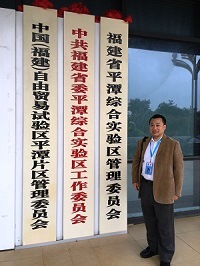 中国（福建）自由贸易试验区平潭片区管理委员会
中共福建省委平潭综合实验区工作委员会
福建省平潭综合实验区管理委员会